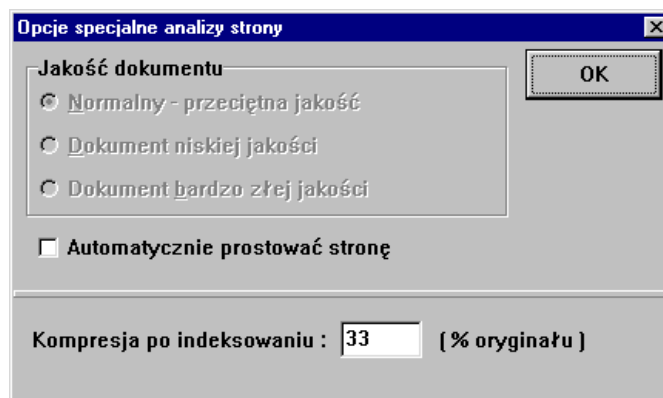 Opcje specjalne analizy strony
Jakość dokumentu
OK
Normalny - przeciętna jakość
Dokument niskiej jakości
Dokument bardzo złej jakości
Automatycznie prostować stronę
Kompresja po indeksowaniu : 33 ( % oryginału )